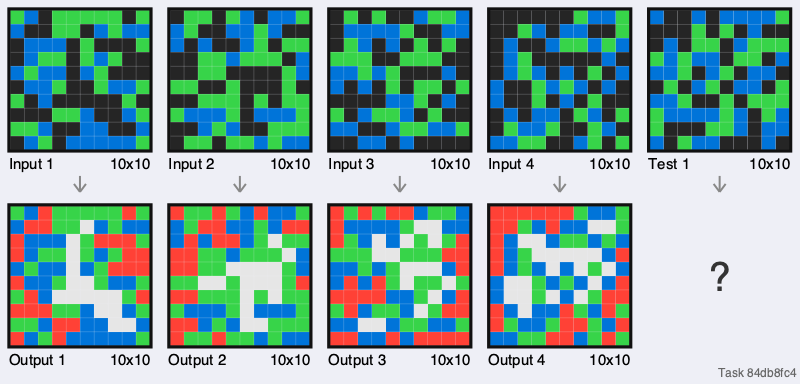 Input 1 10x10 Input 2 10x10 Input 3 10x10 Input 4 10x10 Test 1 10x10
?
Output 1 10x10 Output 2 10x10 Output 3 10x10 Output 4 10x10
Task 84db8fc4